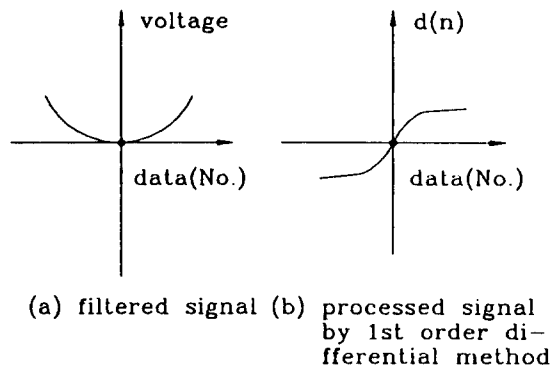 voltage
d(n)
data(No.)
data(No.)
(a) filtered signal
(b) processed signal
by 1st order di-
fferential method